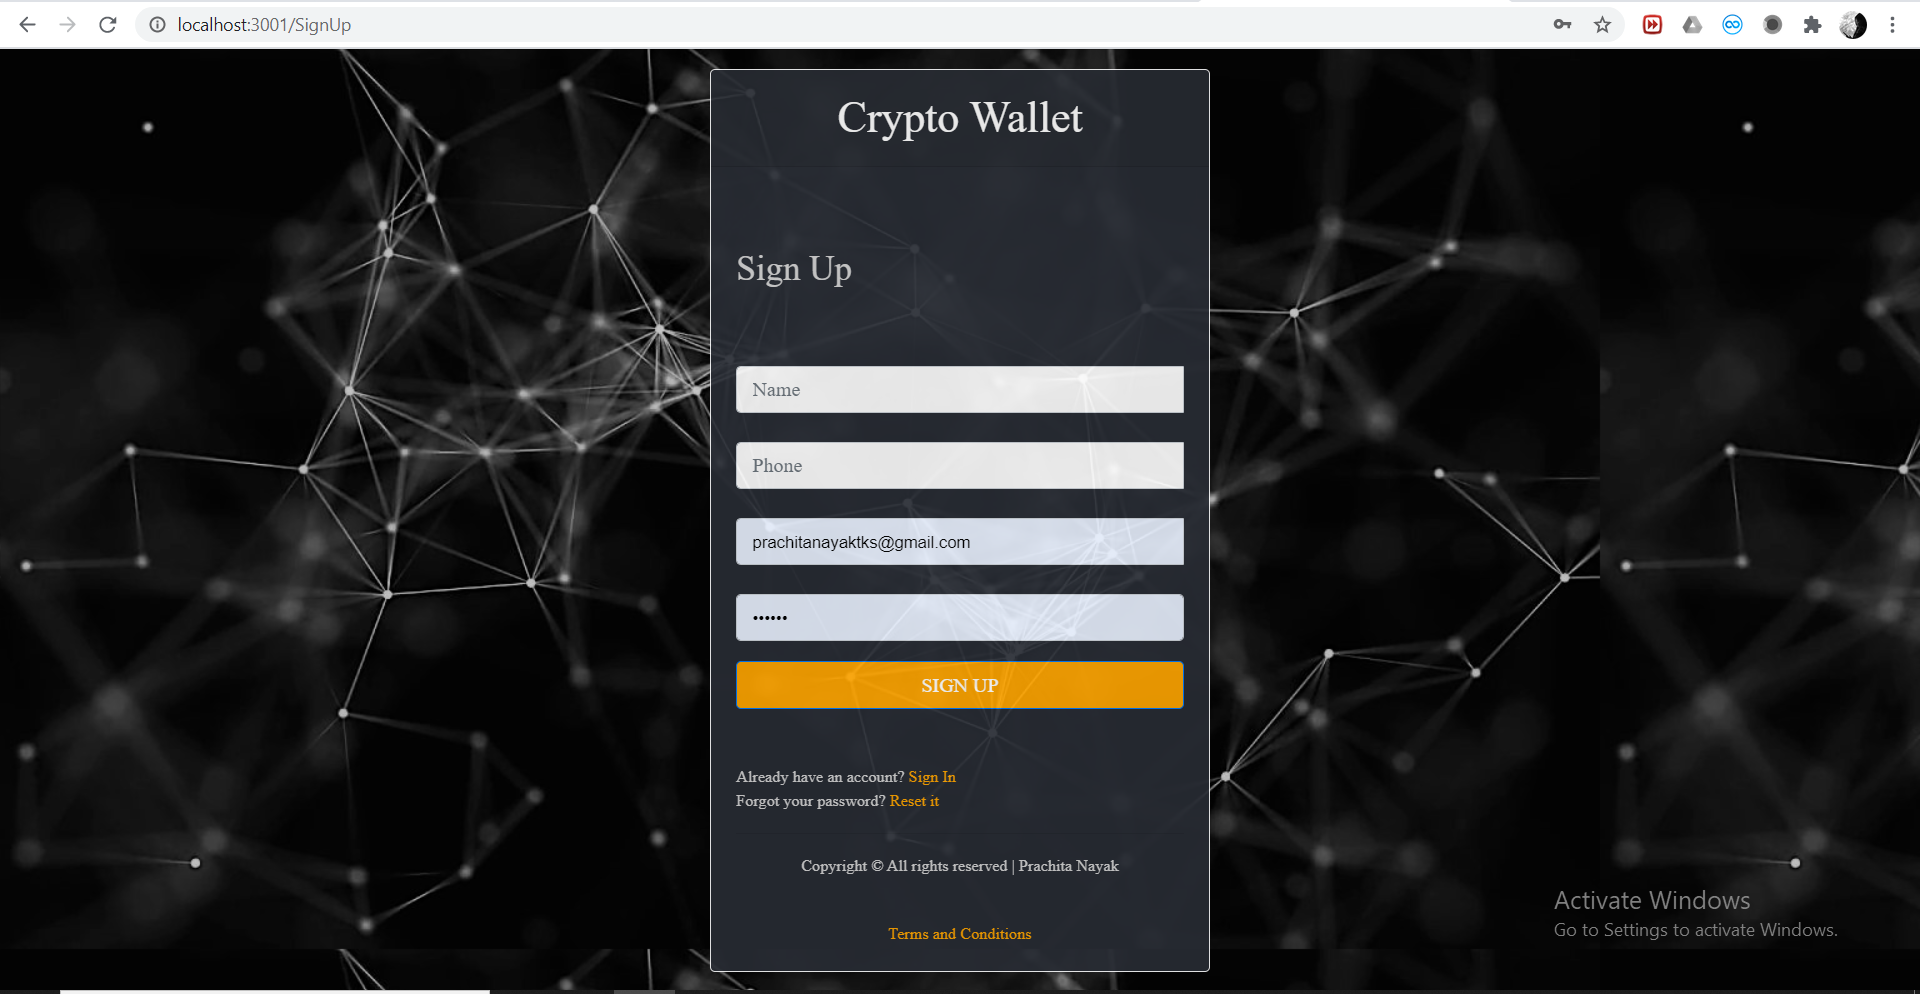 localhost:3001/SignUp
Crypto Wallet
Sign Up
Name
Phone
prachitanayaktks@gmail.com
••••••
SIGN UP
Already have an account? Sign In
Forgot your password? Reset it
Copyright © All rights reserved | Prachita Nayak
Terms and Conditions
Activate Windows
Go to Settings to activate Windows.